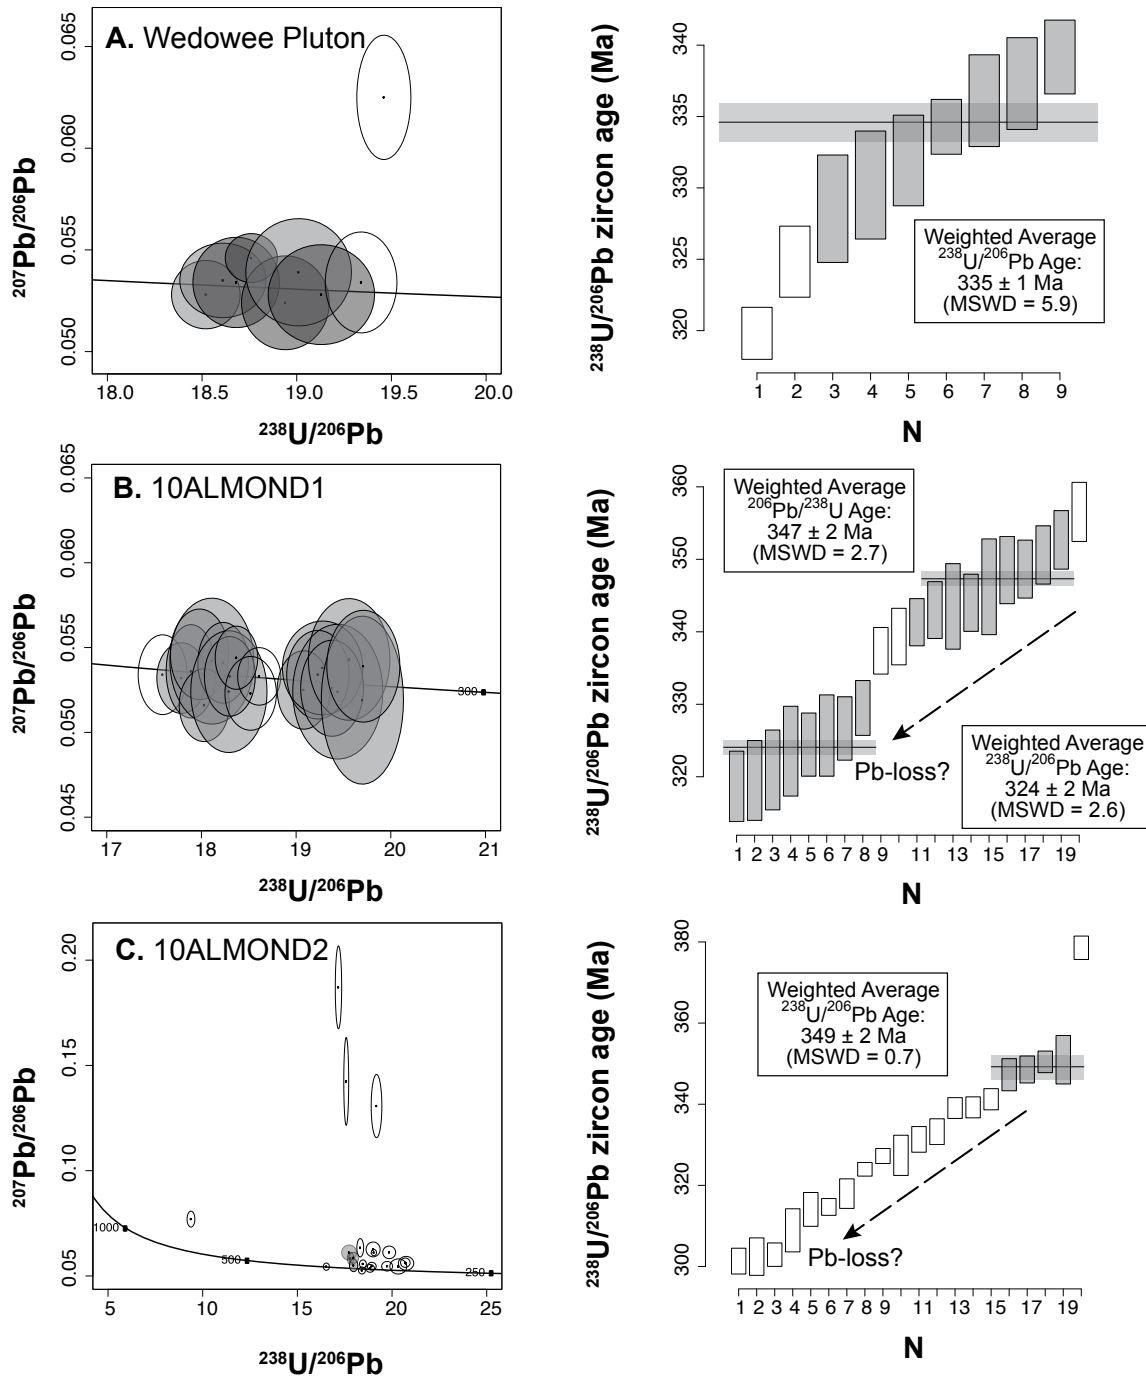 A. Wedowee Pluton
0.065
0.060
0.055
0.050
207Pb/206Pb
18.0 18.5 19.0 19.5 20.0
238U/206Pb
340
335
330
325
320
238U/206Pb zircon age (Ma)
Weighted Average
238U/206Pb Age:
335 ± 1 Ma
(MSWD = 5.9)
1 2 3 4 5 6 7 8 9
N
B. 10ALMOND1
0.065
0.060
0.055
0.050
0.045
207Pb/206Pb
300
17 18 19 20 21
238U/206Pb
360
350
340
330
320
238U/206Pb zircon age (Ma)
Weighted Average
206Pb/238U Age:
347 ± 2 Ma
(MSWD = 2.7)
Pb-loss?
Weighted Average
238U/206Pb Age:
324 ± 2 Ma
(MSWD = 2.6)
1 2 3 4 5 6 7 8 9 11 13 15 17 19
N
C. 10ALMOND2
0.20
0.15
0.10
0.05
207Pb/206Pb
1000
500
250
5 10 15 20 25
238U/206Pb
380
360
340
320
300
238U/206Pb zircon age (Ma)
Weighted Average
238U/206Pb Age:
349 ± 2 Ma
(MSWD = 0.7)
Pb-loss?
1 2 3 4 5 6 7 8 9 11 13 15 17 19
N